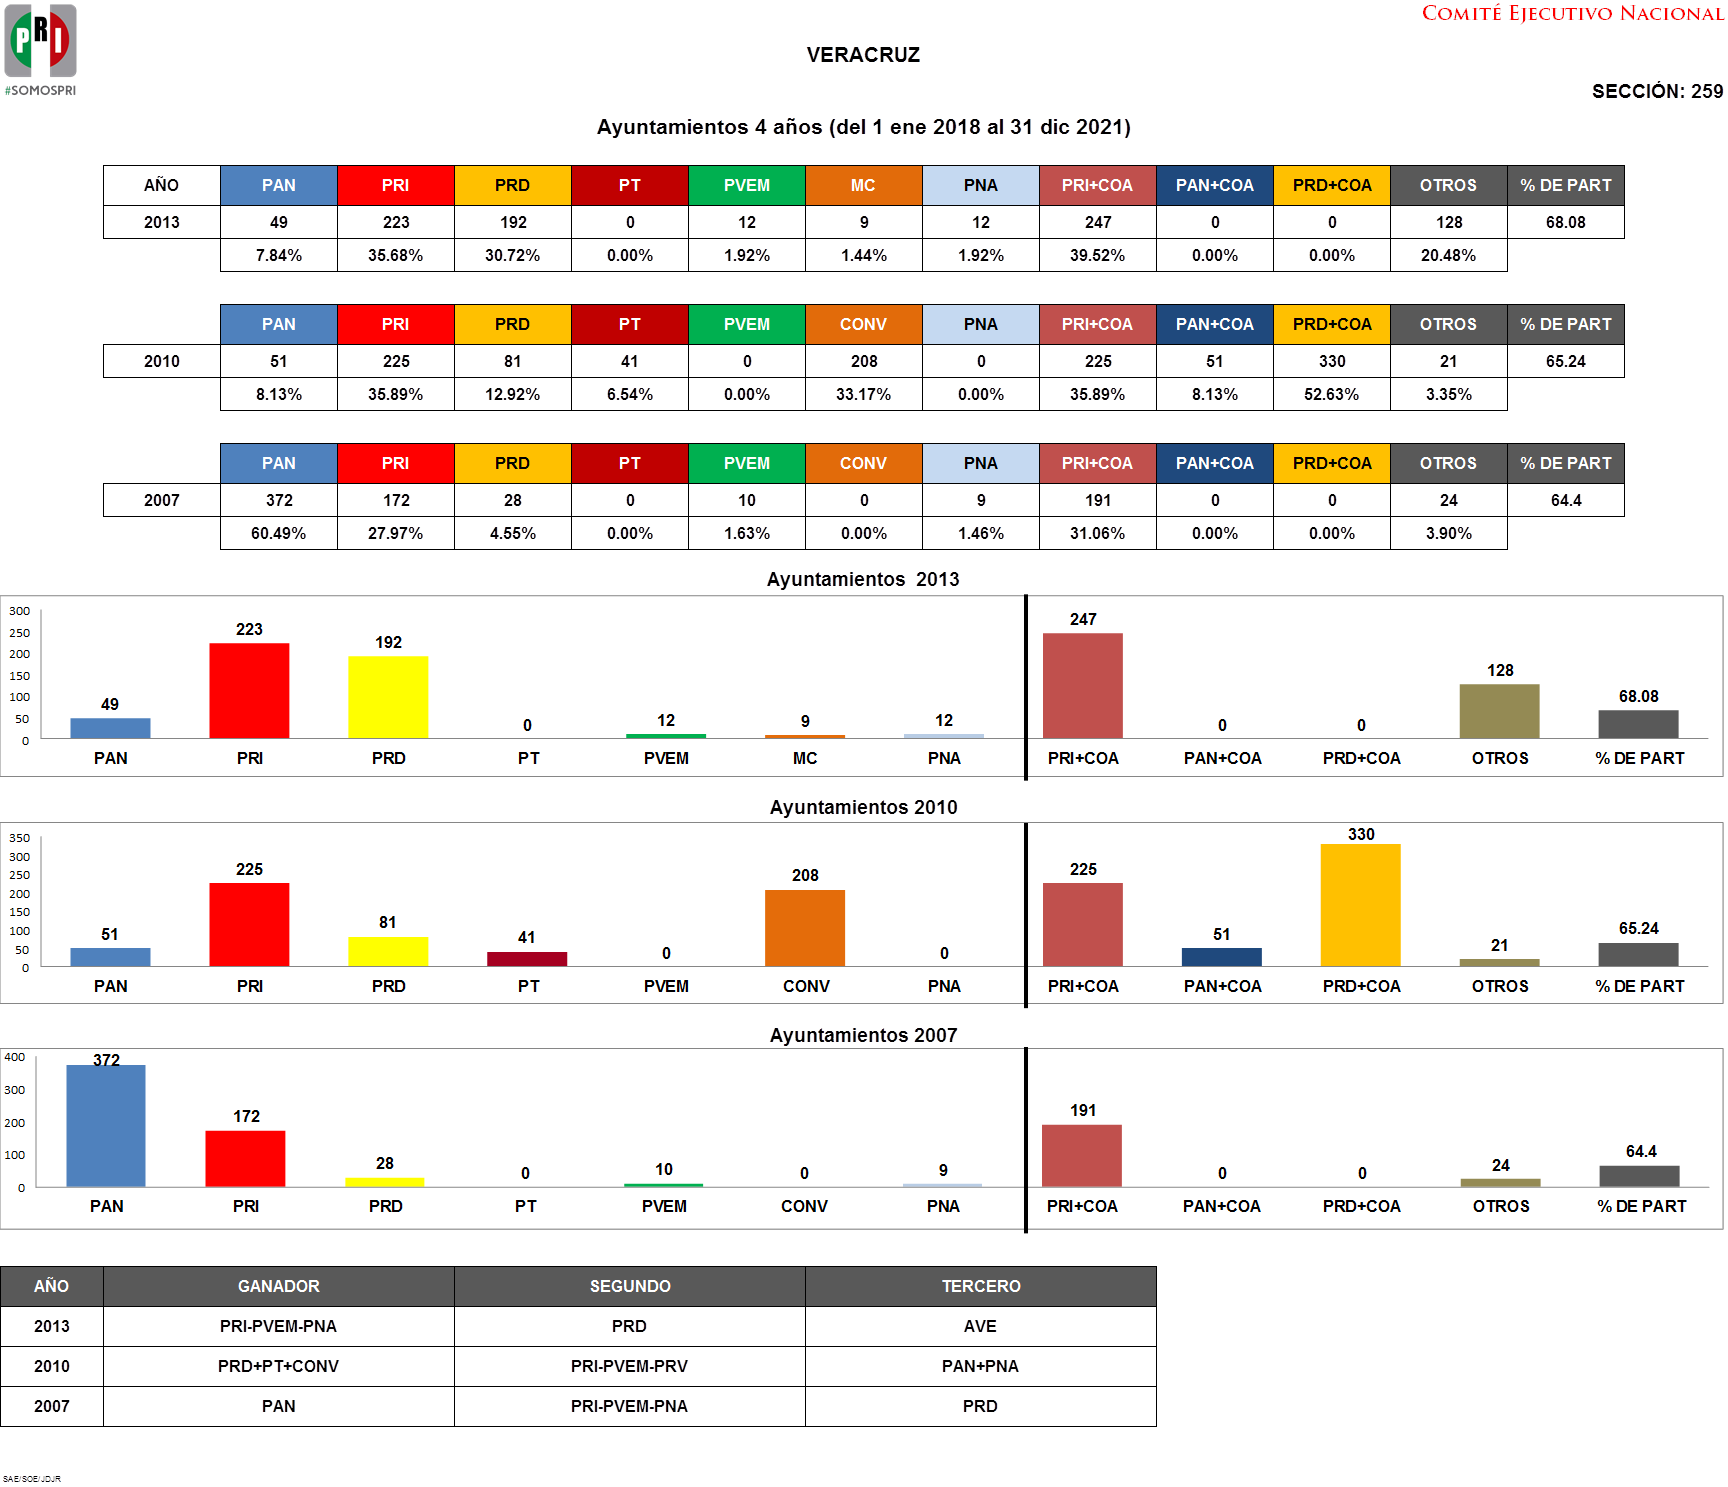 PRI
#SOMOSPRI
COMITÉ EJECUTIVO NACIONAL
VERACRUZ
SECCIÓN: 259
Ayuntamientos 4 años (del 1 ene 2018 al 31 dic 2021)
AÑO PAN PRI PRD PT PVEM MC PNA PRI+COA PAN+COA PRD+COA OTROS % DE PART
2013 49 223 192 0 12 9 12 247 0 0 128 68.08
7.84% 35.68% 30.72% 0.00% 1.92% 1.44% 1.92% 39.52% 0.00% 0.00% 20.48%
PAN PRI PRD PT PVEM CONV PNA PRI+COA PAN+COA PRD+COA OTROS % DE PART
2010 51 225 81 41 0 208 0 225 51 330 21 65.24
8.13% 35.89% 12.92% 6.54% 0.00% 33.17% 0.00% 35.89% 8.13% 52.63% 3.35%
PAN PRI PRD PT PVEM CONV PNA PRI+COA PAN+COA PRD+COA OTROS % DE PART
2007 372 172 28 0 10 0 9 191 0 0 24 64.4
60.49% 27.97% 4.55% 0.00% 1.63% 0.00% 1.46% 31.06% 0.00% 0.00% 3.90%
Ayuntamientos 2013
300
250
200
150
100
50
0
49 223 192 0 12 9 12 247 0 0 128 68.08
PAN PRI PRD PT PVEM MC PNA PRI+COA PAN+COA PRD+COA OTROS % DE PART
Ayuntamientos 2010
350
300
250
200
150
100
50
0
51 225 81 41 0 208 0 225 51 330 21 65.24
PAN PRI PRD PT PVEM CONV PNA PRI+COA PAN+COA PRD+COA OTROS % DE PART
Ayuntamientos 2007
400
300
200
100
0
372 172 28 0 10 0 9 191 0 0 24 64.4
PAN PRI PRD PT PVEM CONV PNA PRI+COA PAN+COA PRD+COA OTROS % DE PART
AÑO GANADOR SEGUNDO TERCERO
2013 PRI-PVEM-PNA PRD AVE
2010 PRD+PT+CONV PRI-PVEM-PRV PAN+PNA
2007 PAN PRI-PVEM-PNA PRD
SAE/SOE/JDJR